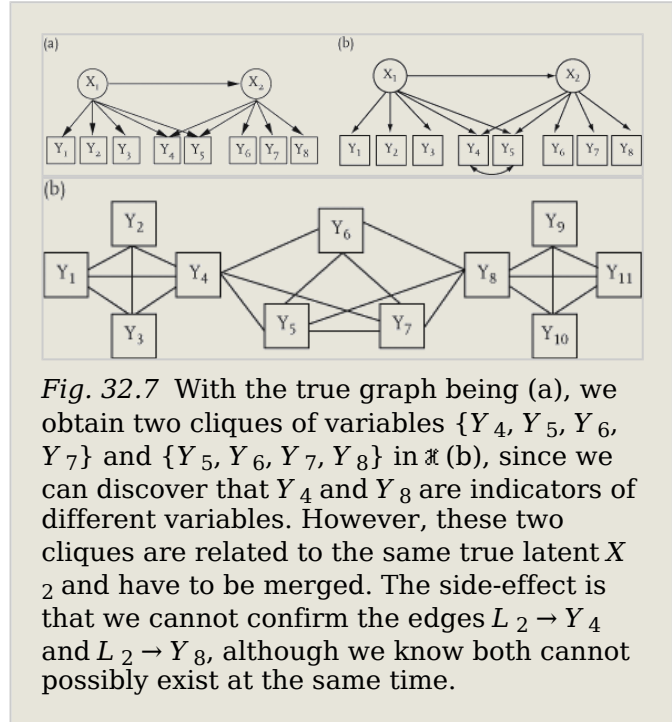 (a)
(b)
X₁ X₂
X₁ X₂
Y₁ Y₂ Y₃ Y₄ Y₅ Y₆ Y₇ Y₈
Y₁ Y₂ Y₃ Y₄ Y₅ Y₆ Y₇ Y₈
(b)
Y₂ Y₆ Y₉
Y₁ Y₄ Y₈ Y₁₁
Y₃ Y₅ Y₇ Y₁₀
Fig. 32.7 With the true graph being (a), we
obtain two cliques of variables {Y 4, Y 5, Y 6,
Y 7} and {Y 5, Y 6, Y 7, Y 8} in (b), since we
can discover that Y 4 and Y 8 are indicators of
different variables. However, these two
cliques are related to the same true latent X
2 and have to be merged. The side-effect is
that we cannot confirm the edges L 2 → Y 4
and L 2 → Y 8, although we know both cannot
possibly exist at the same time.